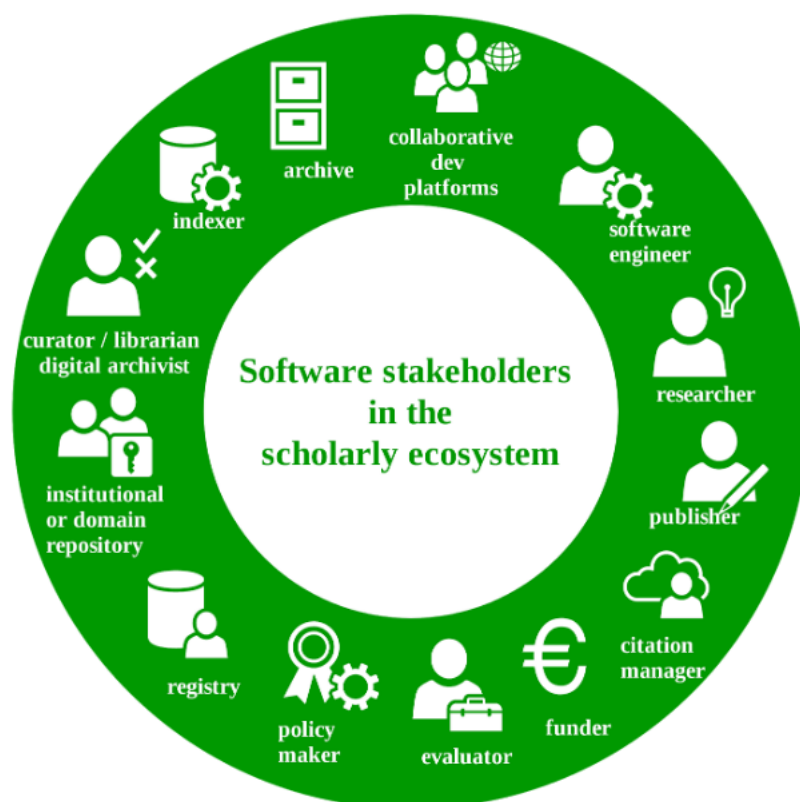 collaborative
dev
platforms
software
engineer
researcher
publisher
citation
manager
funder
evaluator
policy
maker
registry
institutional
or domain
repository
curator / librarian
digital archivist
indexer
archive
Software stakeholders
in the
scholarly ecosystem